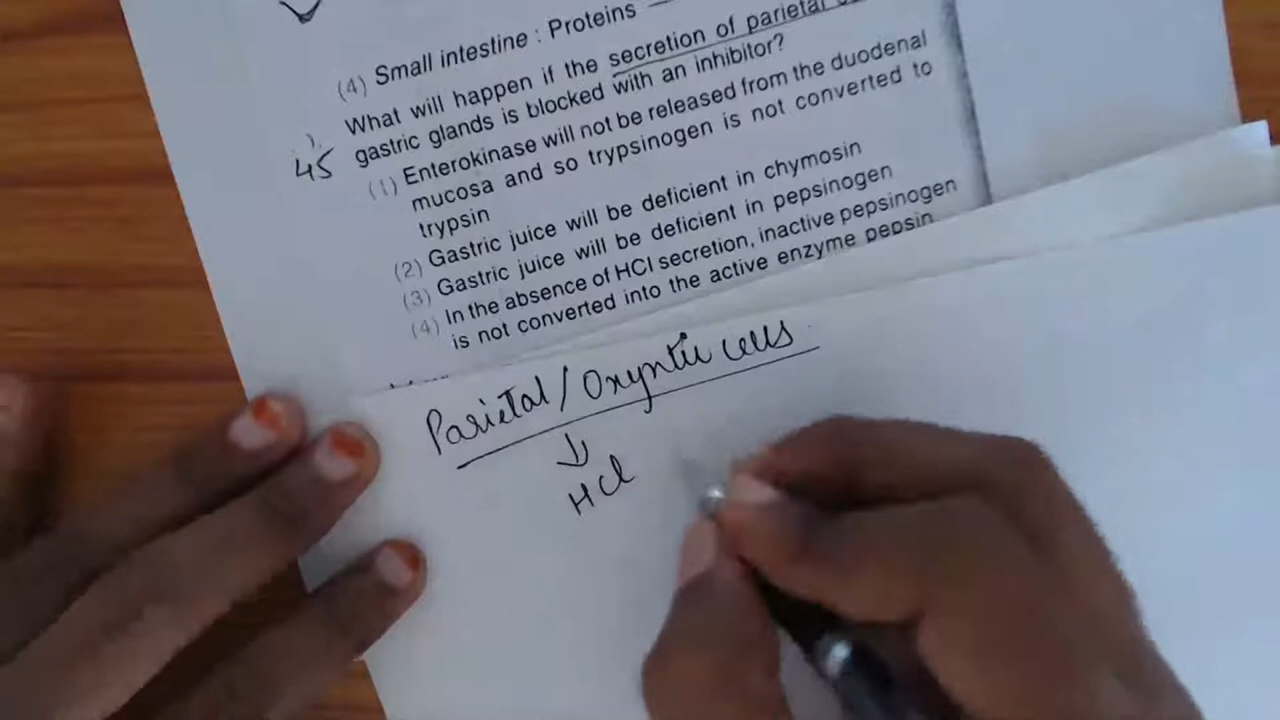 (4) Small intestine : Proteins
45 What will happen if the secretion of parietal
gastric glands is blocked with an inhibitor?
(1) Enterokinase will not be released from the duodenal
mucosa and so trypsinogen is not converted to
trypsin
(2) Gastric juice will be deficient in chymosin
(3) Gastric juice will be deficient in pepsinogen
(4) In the absence of HCl secretion, inactive pepsinogen
is not converted into the active enzyme pepsin
Parietal / Oxyntic cells
HCl